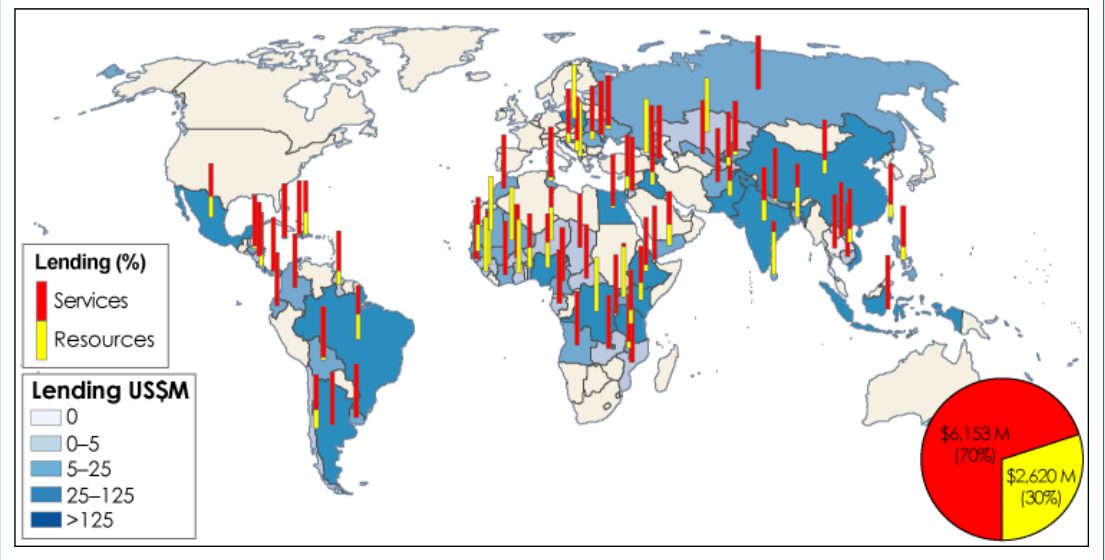 Lending (%)
Services
Resources
Lending US$M
0
0–5
5–25
25–125
>125
$6,153 M
(70%)
$2,620 M
(30%)